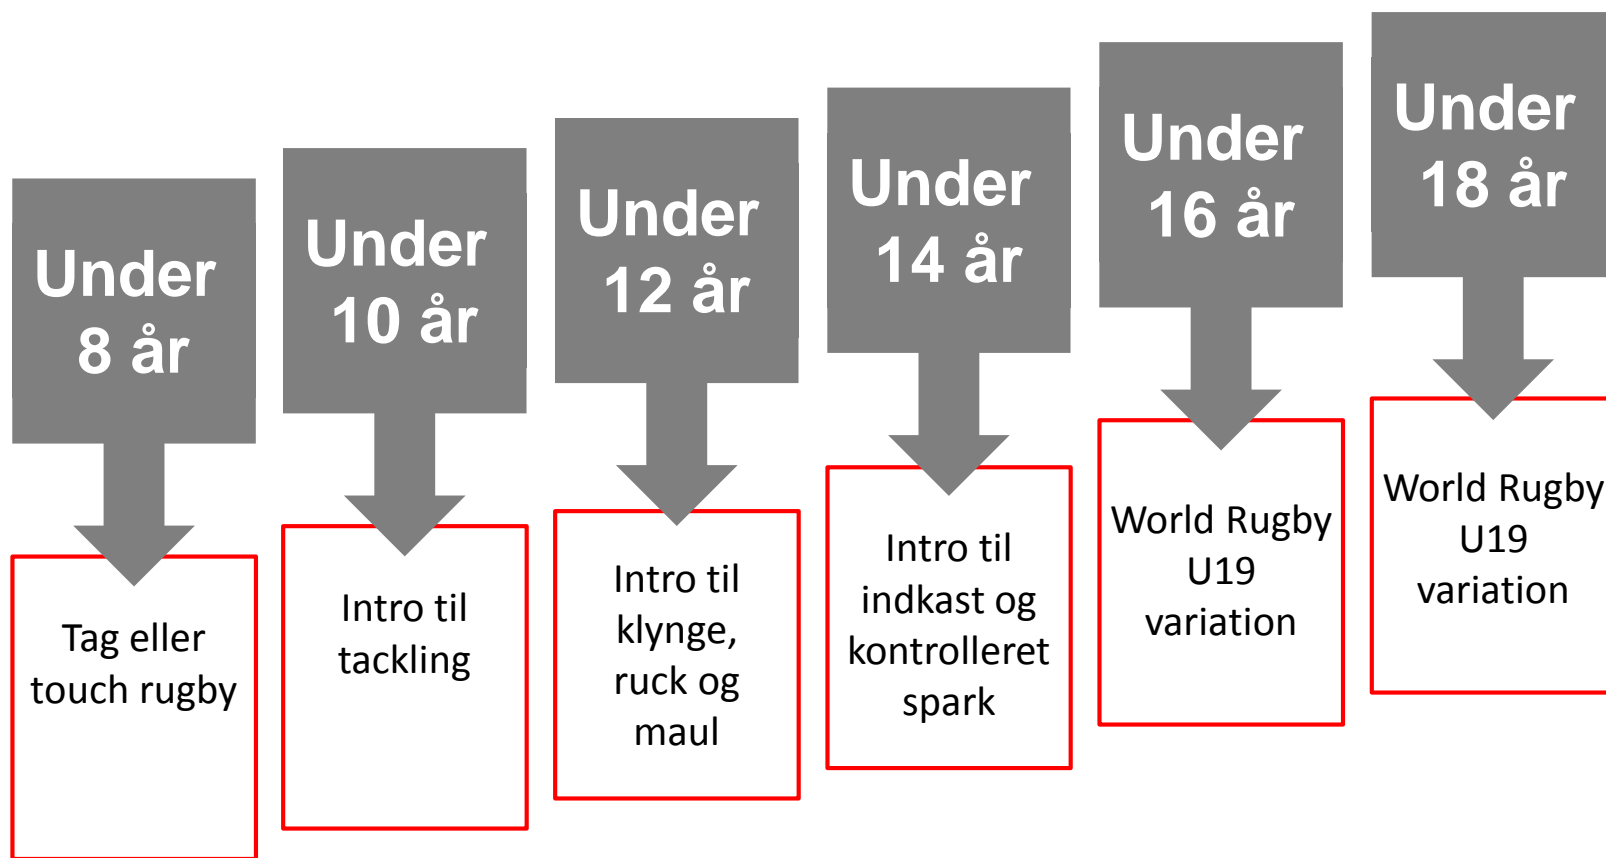 Under
8 år
Tag eller
touch rugby
Under
10 år
Intro til
tackling
Under
12 år
Intro til
klynge,
ruck og
maul
Under
14 år
Intro til
indkast og
kontrolleret
spark
Under
16 år
World Rugby
U19
variation
Under
18 år
World Rugby
U19
variation